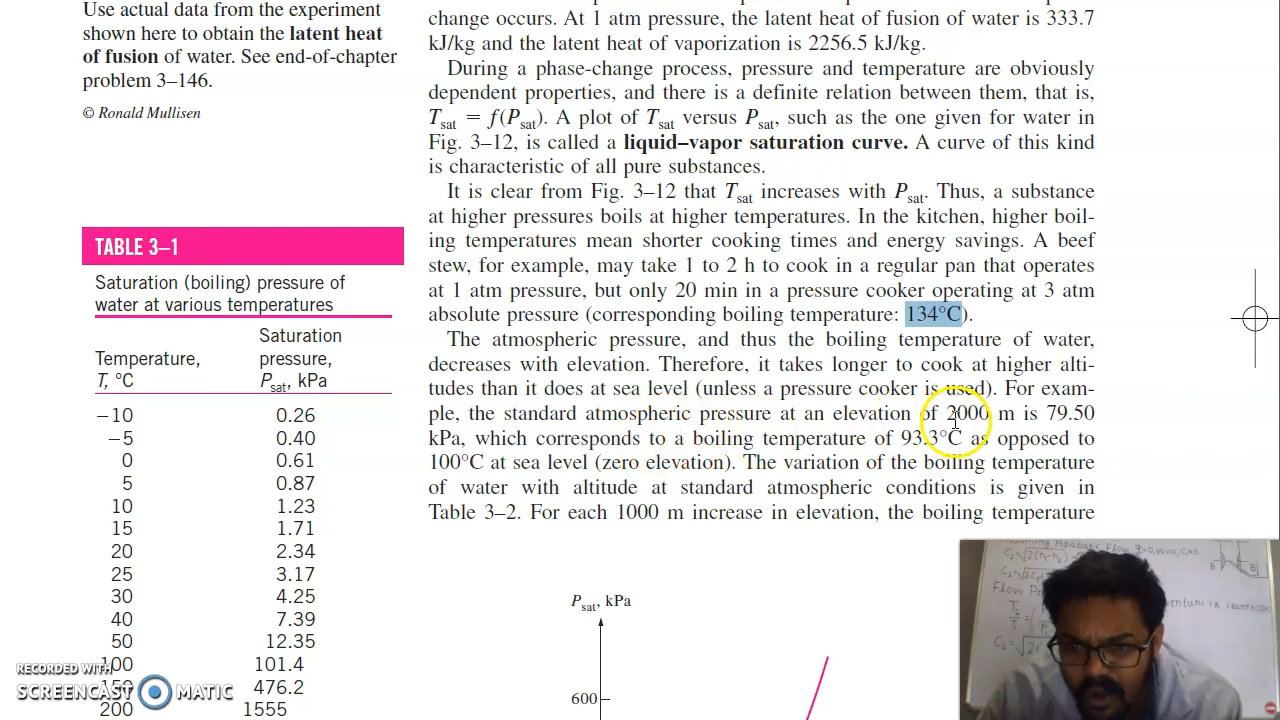 Use actual data from the experiment
shown here to obtain the latent heat
of fusion of water. See end-of-chapter
problem 3–146.
© Ronald Mullisen
TABLE 3–1
Saturation (boiling) pressure of
water at various temperatures
Saturation
Temperature, pressure,
T, °C Psat, kPa
−10 0.26
−5 0.40
0 0.61
5 0.87
10 1.23
15 1.71
20 2.34
25 3.17
30 4.25
40 7.39
50 12.35
100 101.4
150 476.2
200 1555
change occurs. At 1 atm pressure, the latent heat of fusion of water is 333.7
kJ/kg and the latent heat of vaporization is 2256.5 kJ/kg.
During a phase-change process, pressure and temperature are obviously
dependent properties, and there is a definite relation between them, that is,
Tsat = f(Psat). A plot of Tsat versus Psat, such as the one given for water in
Fig. 3–12, is called a liquid–vapor saturation curve. A curve of this kind
is characteristic of all pure substances.
It is clear from Fig. 3–12 that Tsat increases with Psat. Thus, a substance
at higher pressures boils at higher temperatures. In the kitchen, higher boil-
ing temperatures mean shorter cooking times and energy savings. A beef
stew, for example, may take 1 to 2 h to cook in a regular pan that operates
at 1 atm pressure, but only 20 min in a pressure cooker operating at 3 atm
absolute pressure (corresponding boiling temperature: 134°C).
The atmospheric pressure, and thus the boiling temperature of water,
decreases with elevation. Therefore, it takes longer to cook at higher alti-
tudes than it does at sea level (unless a pressure cooker is used). For exam-
ple, the standard atmospheric pressure at an elevation of 2000 m is 79.50
kPa, which corresponds to a boiling temperature of 93.3°C as opposed to
100°C at sea level (zero elevation). The variation of the boiling temperature
of water with altitude at standard atmospheric conditions is given in
Table 3–2. For each 1000 m increase in elevation, the boiling temperature
Psat, kPa
600
RECORDED WITH
SCREENCAST MATIC